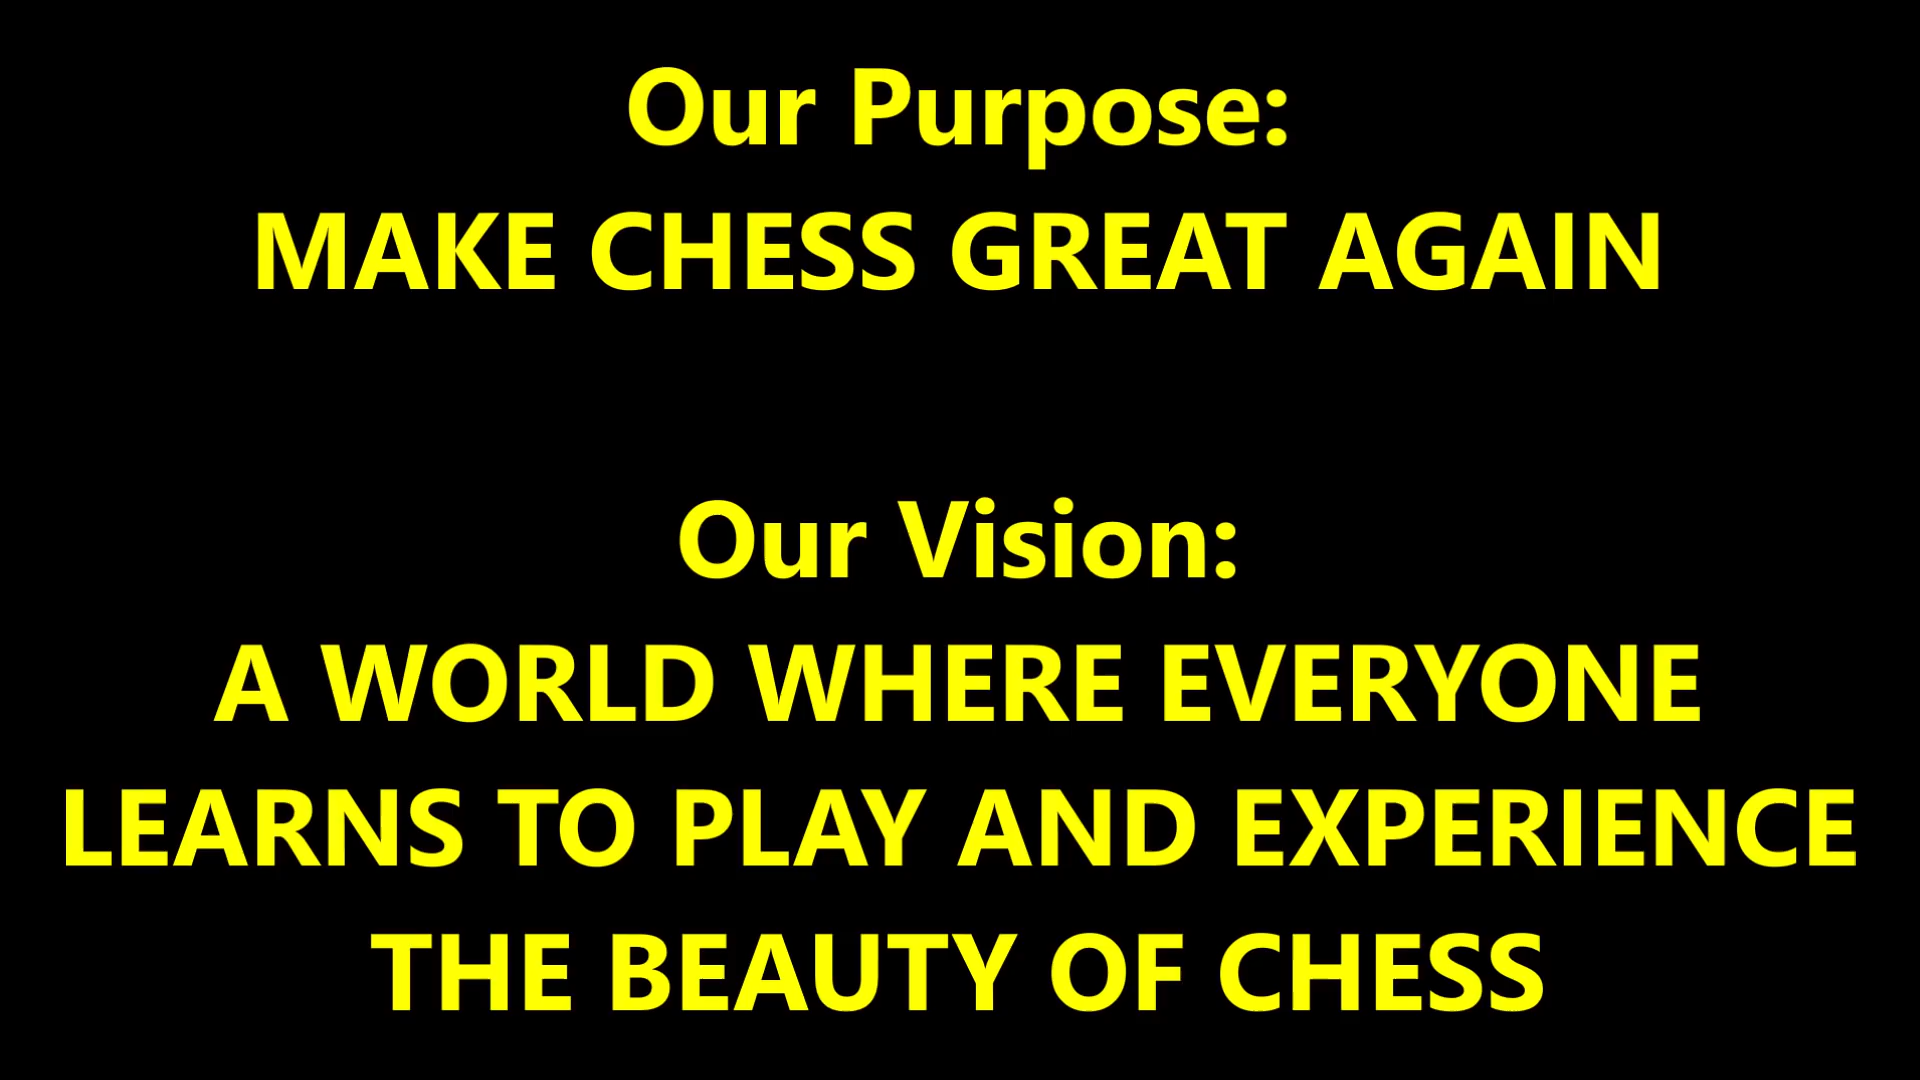 Our Purpose:
MAKE CHESS GREAT AGAIN
Our Vision:
A WORLD WHERE EVERYONE
LEARNS TO PLAY AND EXPERIENCE
THE BEAUTY OF CHESS